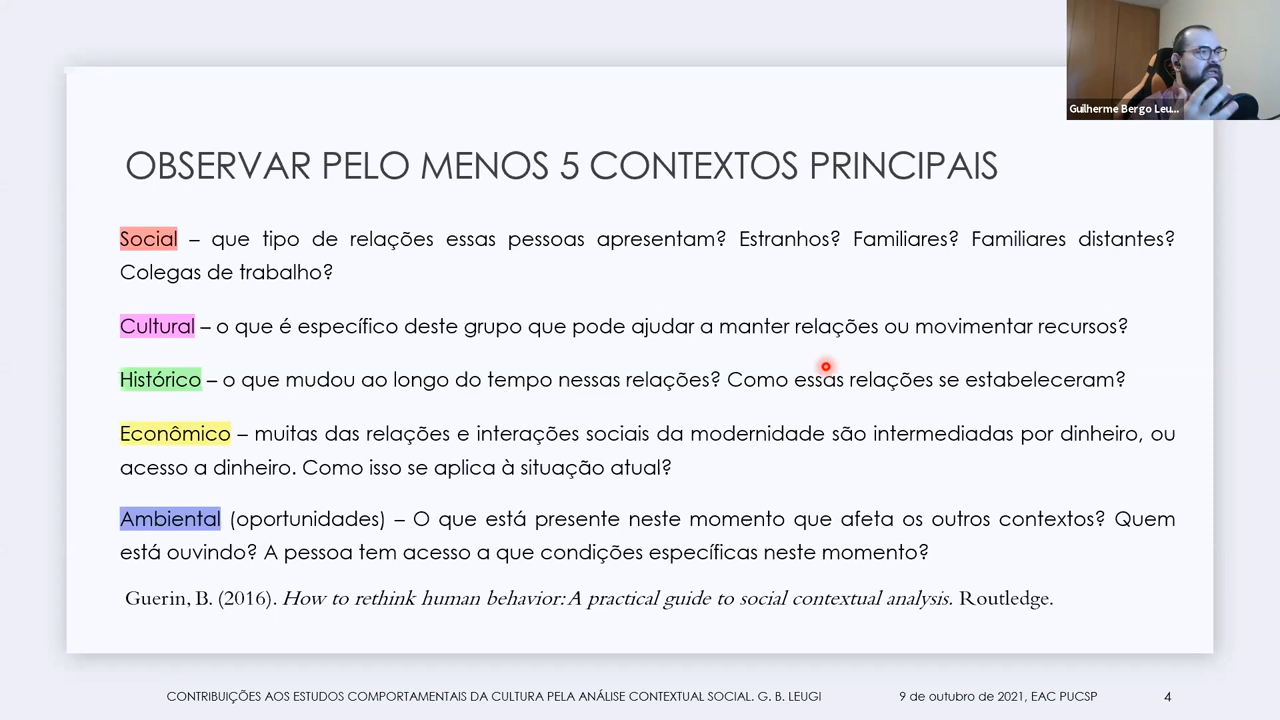 Guilherme Bergo Leu...
OBSERVAR PELO MENOS 5 CONTEXTOS PRINCIPAIS
Social – que tipo de relações essas pessoas apresentam? Estranhos? Familiares? Familiares distantes?
Colegas de trabalho?
Cultural – o que é específico deste grupo que pode ajudar a manter relações ou movimentar recursos?
Histórico – o que mudou ao longo do tempo nessas relações? Como essas relações se estabeleceram?
Econômico – muitas das relações e interações sociais da modernidade são intermediadas por dinheiro, ou
acesso a dinheiro. Como isso se aplica à situação atual?
Ambiental (oportunidades) – O que está presente neste momento que afeta os outros contextos? Quem
está ouvindo? A pessoa tem acesso a que condições específicas neste momento?
Guerin, B. (2016). How to rethink human behavior: A practical guide to social contextual analysis. Routledge.
CONTRIBUIÇÕES AOS ESTUDOS COMPORTAMENTAIS DA CULTURA PELA ANÁLISE CONTEXTUAL SOCIAL. G. B. LEUGI 9 de outubro de 2021, EAC PUCSP 4